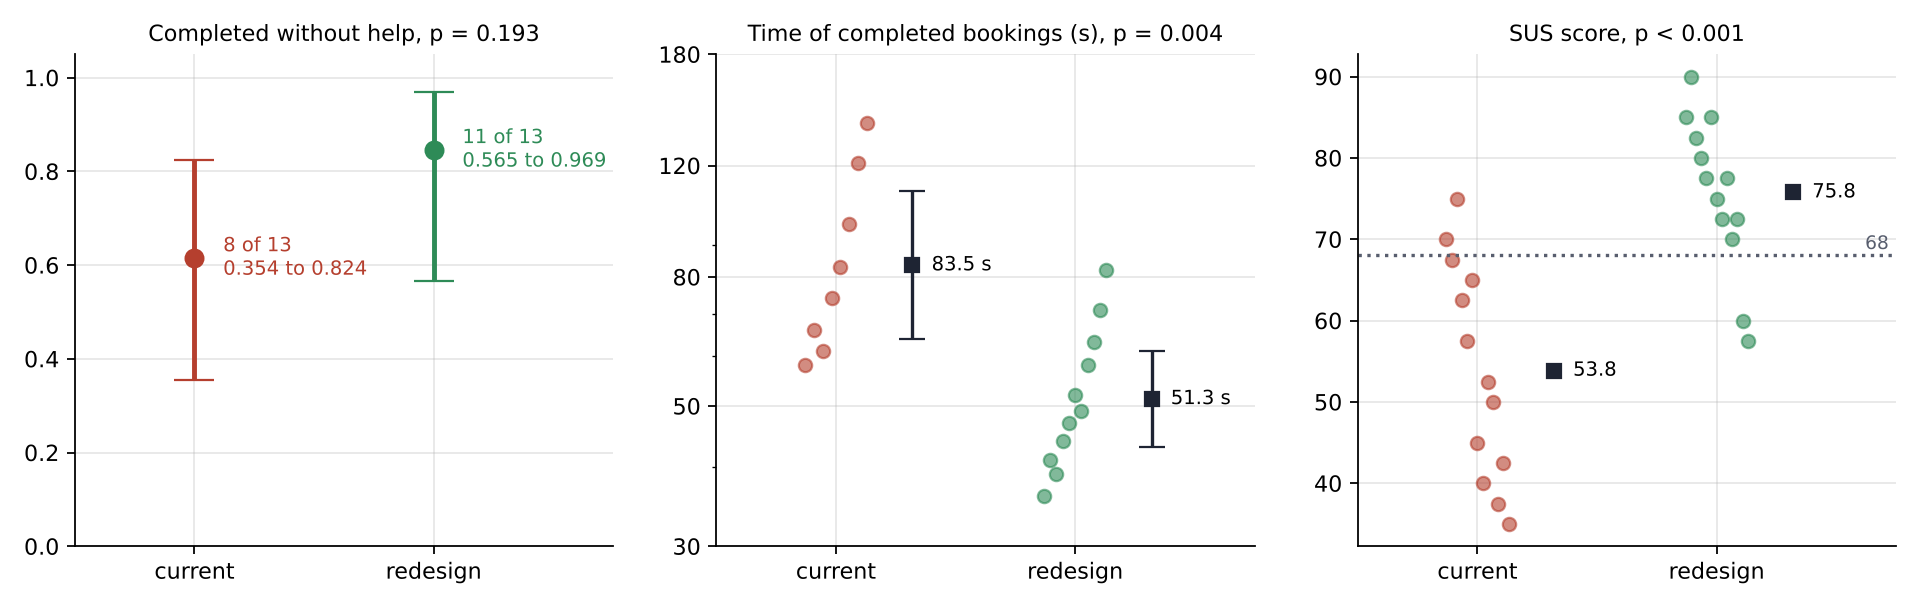 Completed without help, p = 0.193
1.0
0.8
0.6
0.4
0.2
0.0
11 of 13
0.565 to 0.969
8 of 13
0.354 to 0.824
current
redesign
Time of completed bookings (s), p = 0.004
180
120
80
50
30
83.5 s
51.3 s
current
redesign
SUS score, p < 0.001
90
80
70
60
50
40
75.8
68
53.8
current
redesign